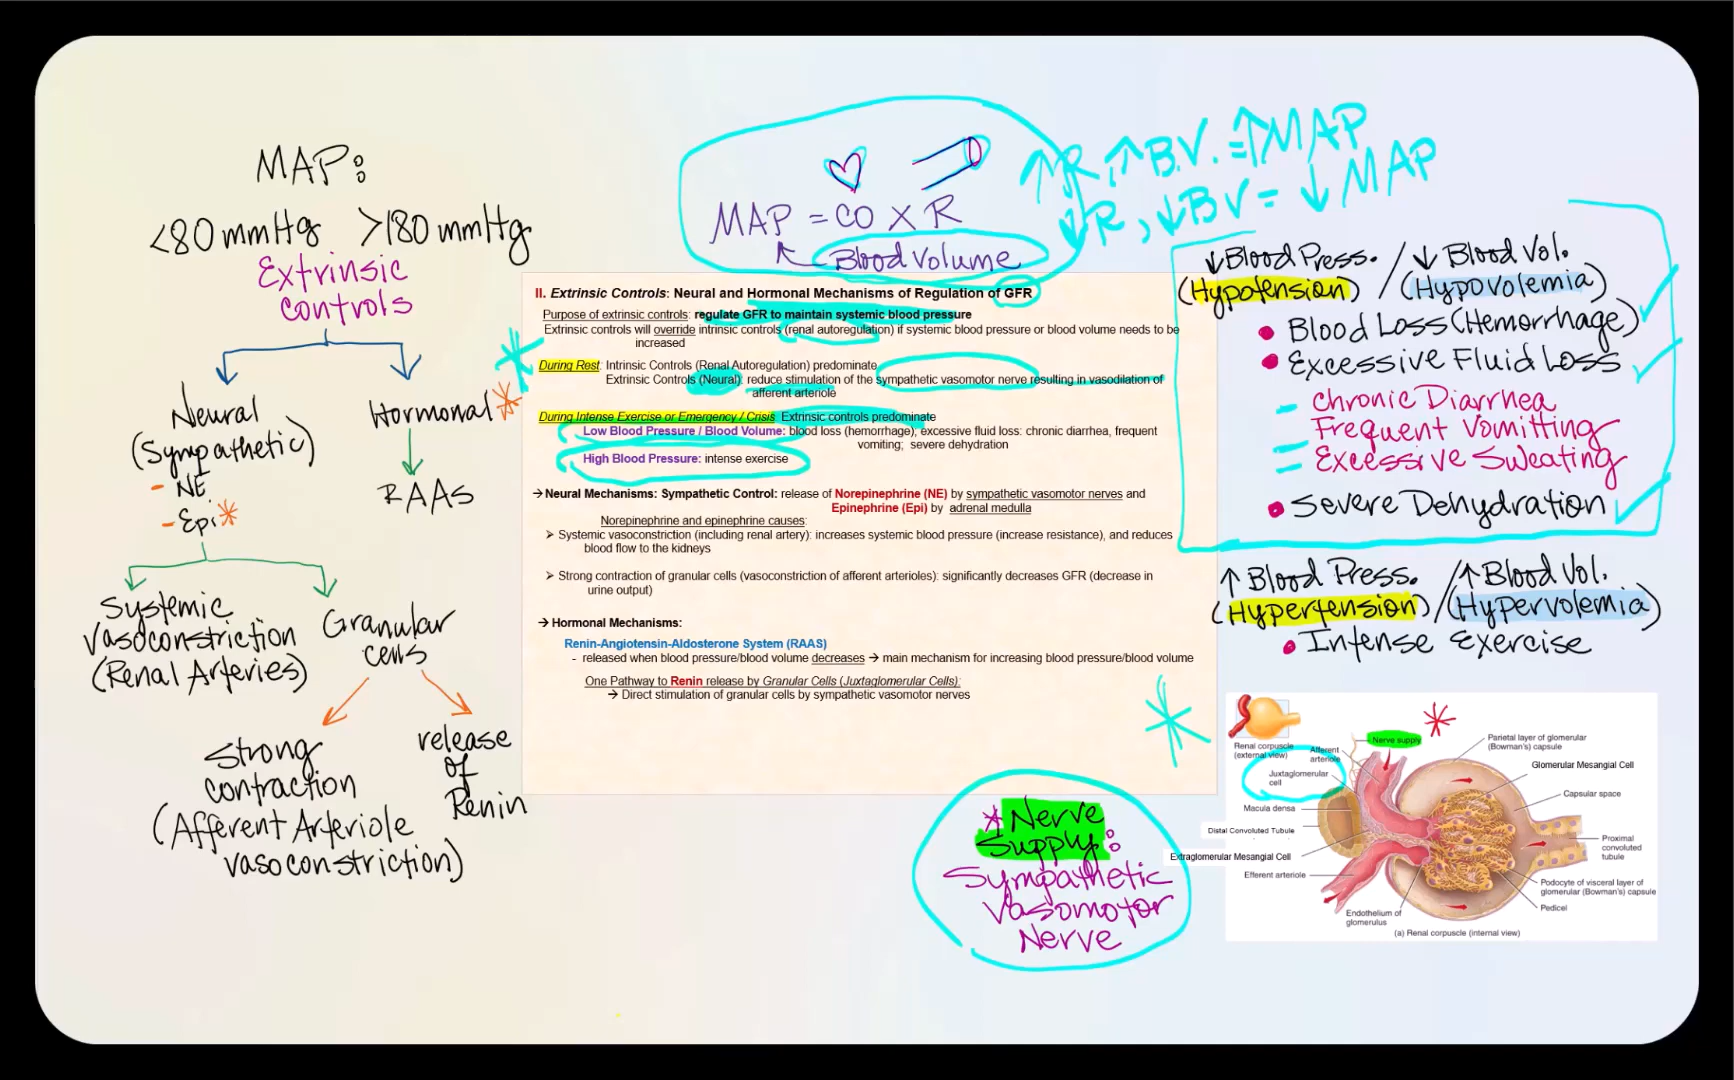 MAP:
<80 mmHg >180 mmHg
Extrinsic
controls
Neural
(Sympathetic)
- NE
- Epi *
Hormonal *
RAAS
Systemic
Vasoconstriction
(Renal Arteries)
Granular
cells
Strong
contraction
(Afferent Arteriole
vasoconstriction)
release
of
Renin
MAP = CO X R
Blood Volume
↑R, ↑B.V. = ↑MAP
↓R, ↓BV = ↓MAP
II. Extrinsic Controls: Neural and Hormonal Mechanisms of Regulation of GFR
Purpose of extrinsic controls: regulate GFR to maintain systemic blood pressure
Extrinsic controls will override intrinsic controls (renal autoregulation) if systemic blood pressure or blood volume needs to be
increased
During Rest: Intrinsic Controls (Renal Autoregulation) predominate
Extrinsic Controls (Neural): reduce stimulation of the sympathetic vasomotor nerve resulting in vasodilation of
afferent arteriole
During Intense Exercise or Emergency / Crisis: Extrinsic controls predominate
Low Blood Pressure / Blood Volume: blood loss (hemorrhage); excessive fluid loss: chronic diarrhea, frequent
vomiting; severe dehydration
High Blood Pressure: intense exercise
→ Neural Mechanisms: Sympathetic Control: release of Norepinephrine (NE) by sympathetic vasomotor nerves and
Epinephrine (Epi) by adrenal medulla
Norepinephrine and epinephrine causes:
➢ Systemic vasoconstriction (including renal artery): increases systemic blood pressure (increase resistance), and reduces
blood flow to the kidneys
➢ Strong contraction of granular cells (vasoconstriction of afferent arterioles): significantly decreases GFR (decrease in
urine output)
→ Hormonal Mechanisms:
Renin-Angiotensin-Aldosterone System (RAAS)
- released when blood pressure/blood volume decreases → main mechanism for increasing blood pressure/blood volume
One Pathway to Renin release by Granular Cells (Juxtaglomerular Cells):
→ Direct stimulation of granular cells by sympathetic vasomotor nerves
* Nerve
Supply:
Sympathetic
Vasomotor
Nerve
↓Blood Press. / ↓ Blood Vol.
(Hypotension) (Hypovolemia)
• Blood Loss (Hemorrhage)
• Excessive Fluid Loss
- chronic Diarrhea
- Frequent Vomitting
- Excessive Sweating
• Severe Dehydration
↑ Blood Press. / ↑ Blood Vol.
(Hypertension) (Hypervolemia)
• Intense Exercise
Renal corpuscle
(external view)
Afferent
arteriole
Nerve supply
Juxtaglomerular
cell
Macula densa
Distal Convoluted Tubule
Extraglomerular Mesangial Cell
Efferent arteriole
Endothelium of
glomerulus
Parietal layer of glomerular
(Bowman's) capsule
Glomerular Mesangial Cell
Capsular space
Proximal
convoluted
tubule
Podocyte of visceral layer of
glomerular (Bowman's) capsule
Pedicel
(a) Renal corpuscle (internal view)